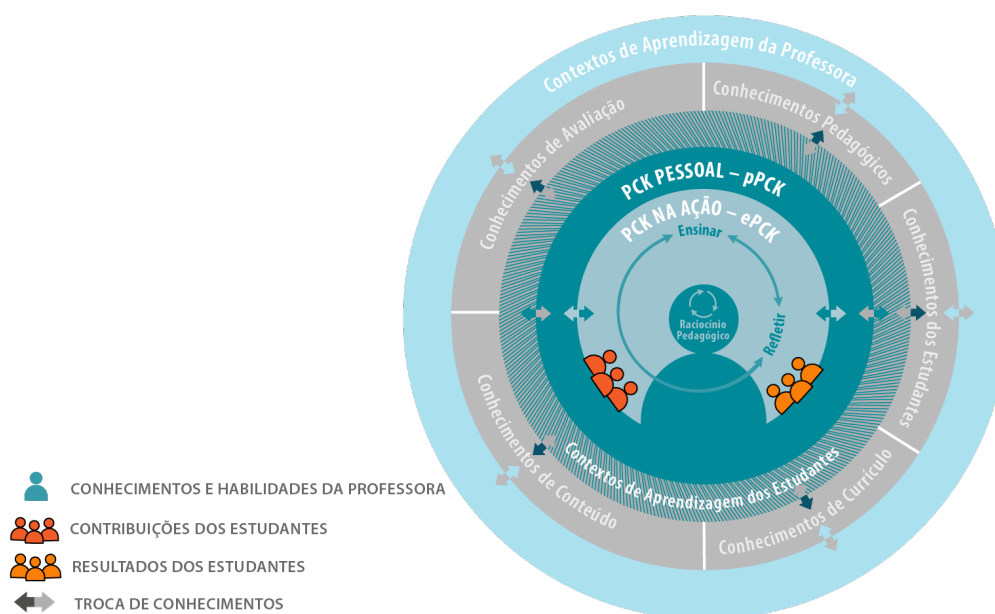 Contextos de Aprendizagem da Professora
Conhecimentos de Avaliação
Conhecimentos Pedagógicos
Conhecimentos dos Estudantes
Conhecimentos de Currículo
Conhecimentos de Conteúdo
PCK PESSOAL – pPCK
PCK NA AÇÃO – ePCK
Ensinar
Raciocínio
Pedagógico
Refletir
Contextos de Aprendizagem dos Estudantes
CONHECIMENTOS E HABILIDADES DA PROFESSORA
CONTRIBUIÇÕES DOS ESTUDANTES
RESULTADOS DOS ESTUDANTES
TROCA DE CONHECIMENTOS